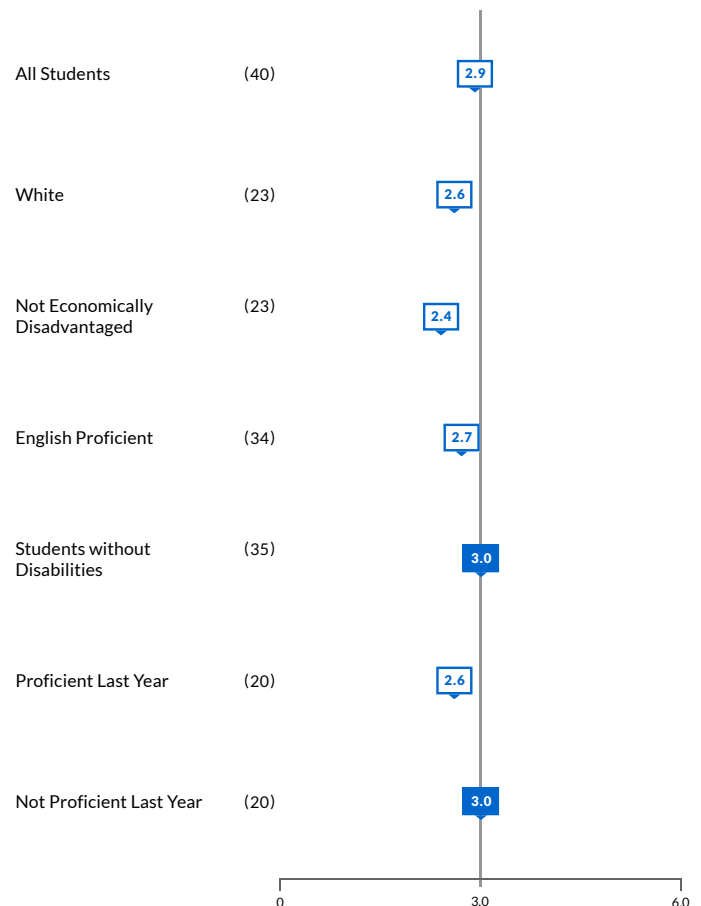 All Students (40) 2.9
White (23) 2.6
Not Economically (23)
Disadvantaged 2.4
English Proficient (34) 2.7
Students without (35)
Disabilities 3.0
Proficient Last Year (20) 2.6
Not Proficient Last Year (20) 3.0
0 3.0 6.0